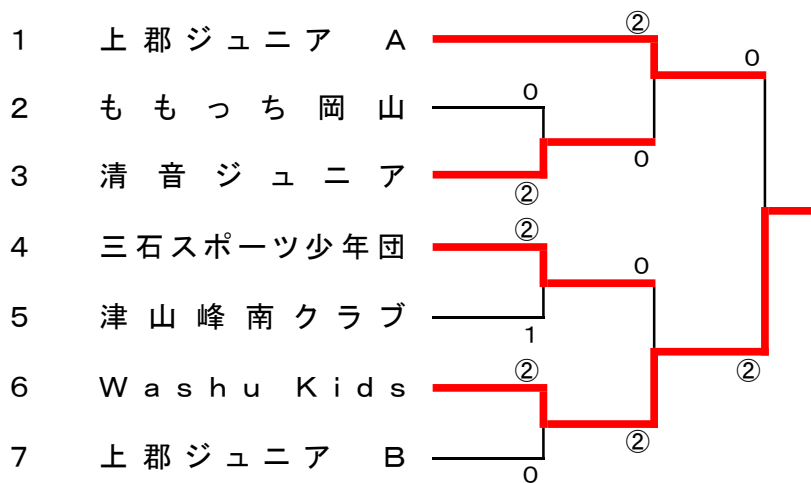 ②
1 上郡ジュニア A
0
0
2 ももっち岡山
0
3 清音ジュニア
②
②
4 三石スポーツ少年団
0
5 津山峰南クラブ
1
②
②
6 Washu Kids
②
7 上郡ジュニア B
0